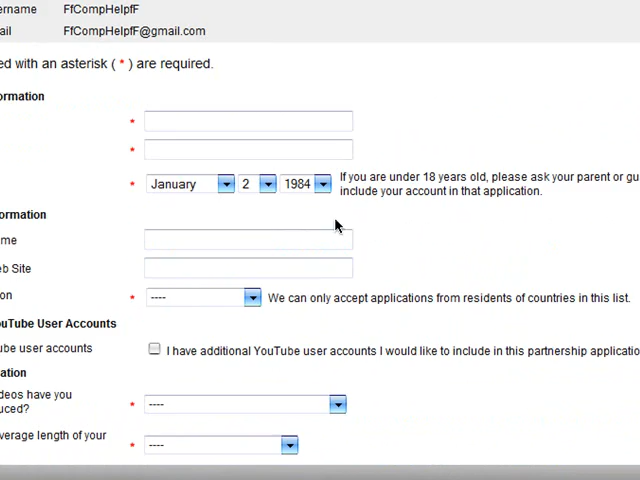 ername FfCompHelpfF
ail FfCompHelpfF@gmail.com
ed with an asterisk ( * ) are required.
ormation
*
*
* January 2 1984 If you are under 18 years old, please ask your parent or gu
include your account in that application.
ormation
me
eb Site
on * ---- We can only accept applications from residents of countries in this list.
ouTube User Accounts
ube user accounts I have additional YouTube user accounts I would like to include in this partnership applicatio
ation
deos have you
uced? * ----
verage length of your
* ----